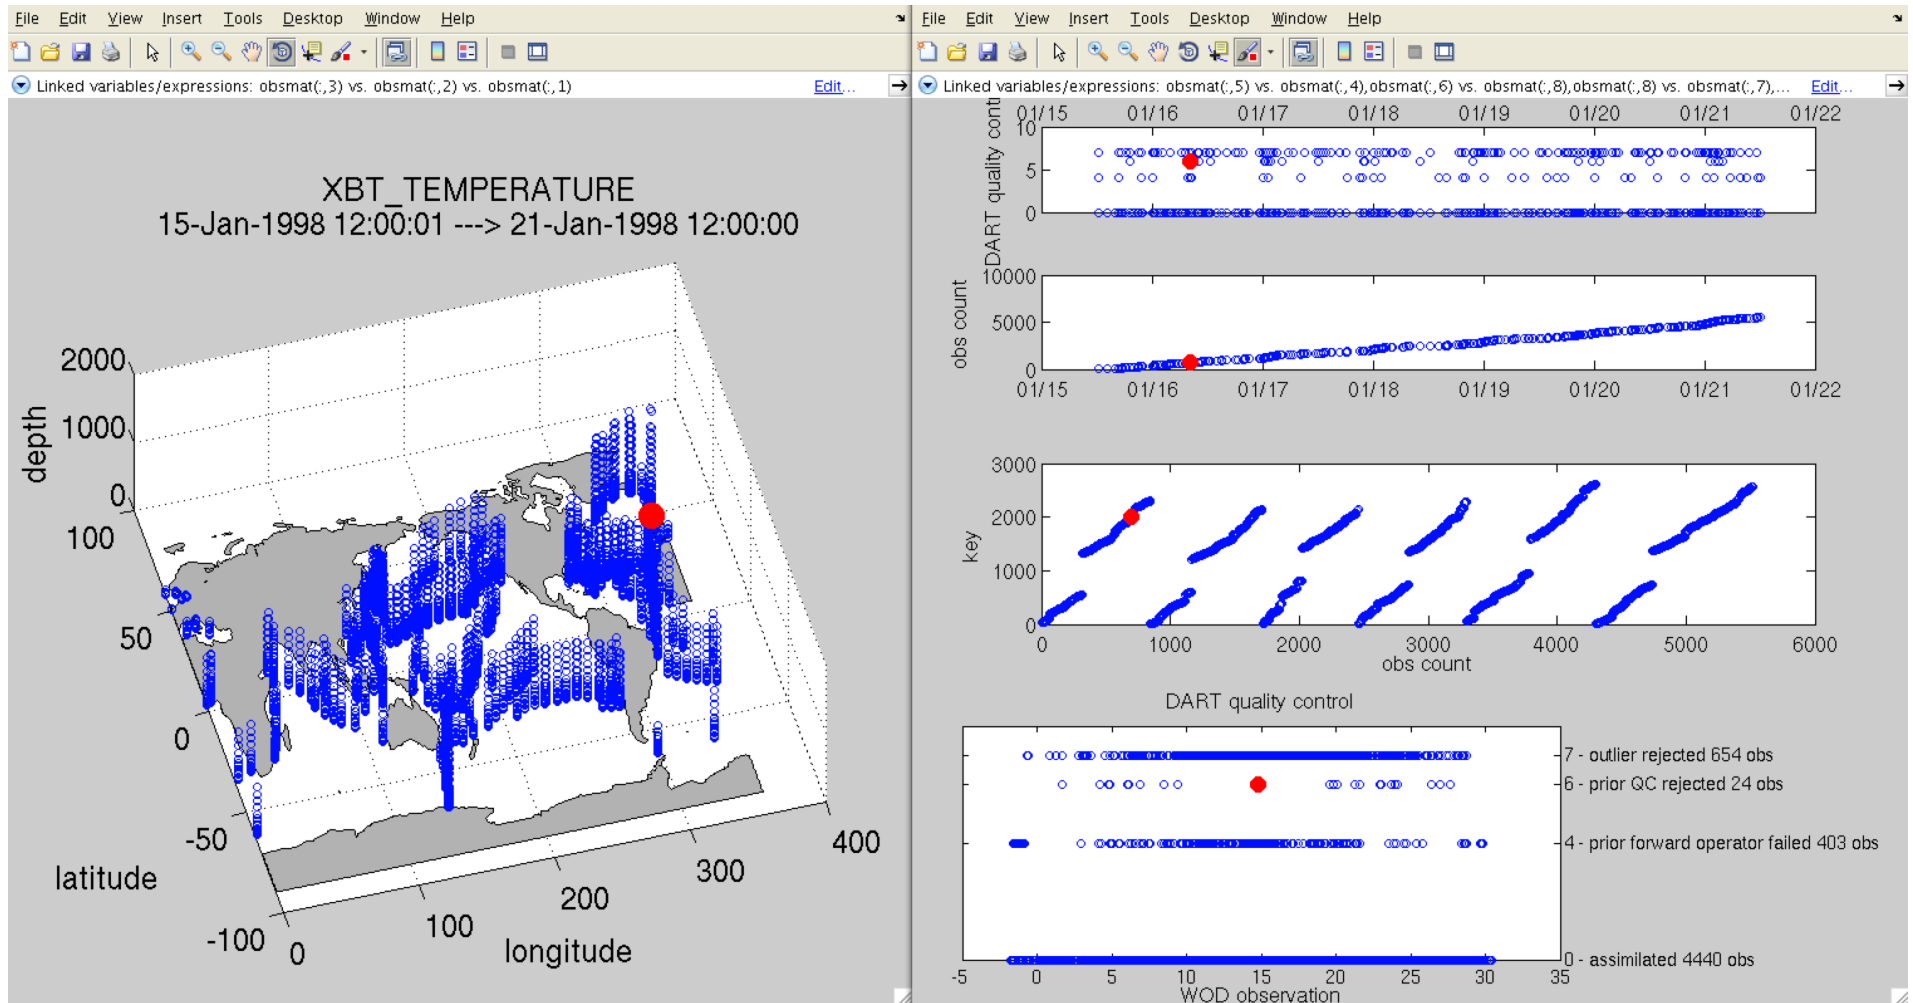 File Edit View Insert Tools Desktop Window Help
Linked variables/expressions: obsmat(:,3) vs. obsmat(:,2) vs. obsmat(:,1) Edit...
XBT_TEMPERATURE
15-Jan-1998 12:00:01 ---> 21-Jan-1998 12:00:00
2000
1000
0
depth
100
50
0
-50
-100
latitude
0
100
200
300
400
longitude
File Edit View Insert Tools Desktop Window Help
Linked variables/expressions: obsmat(:,5) vs. obsmat(:,4),obsmat(:,6) vs. obsmat(:,8),obsmat(:,8) vs. obsmat(:,7),... Edit...
01/15 01/16 01/17 01/18 01/19 01/20 01/21 01/22
10
5
0
DART quality cont
10000
5000
0
obs count
01/15 01/16 01/17 01/18 01/19 01/20 01/21 01/22
3000
2000
1000
0
key
0 1000 2000 3000 4000 5000 6000
obs count
DART quality control
7 - outlier rejected 654 obs
6 - prior QC rejected 24 obs
4 - prior forward operator failed 403 obs
0 - assimilated 4440 obs
-5 0 5 10 15 20 25 30 35
WOD observation